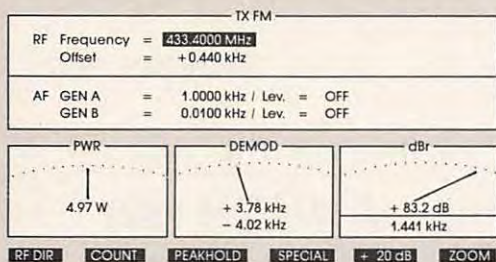 TX FM
RF Frequency = 433.4000 MHz
Offset = +0.440 kHz
AF GEN A = 1.0000 kHz / Lev. = OFF
GEN B = 0.0100 kHz / Lev. = OFF
PWR DEMOD dBr
4.97 W + 3.78 kHz + 83.2 dB
− 4.02 kHz 1.441 kHz
RF DIR COUNT PEAKHOLD SPECIAL + 20 dB ZOOM